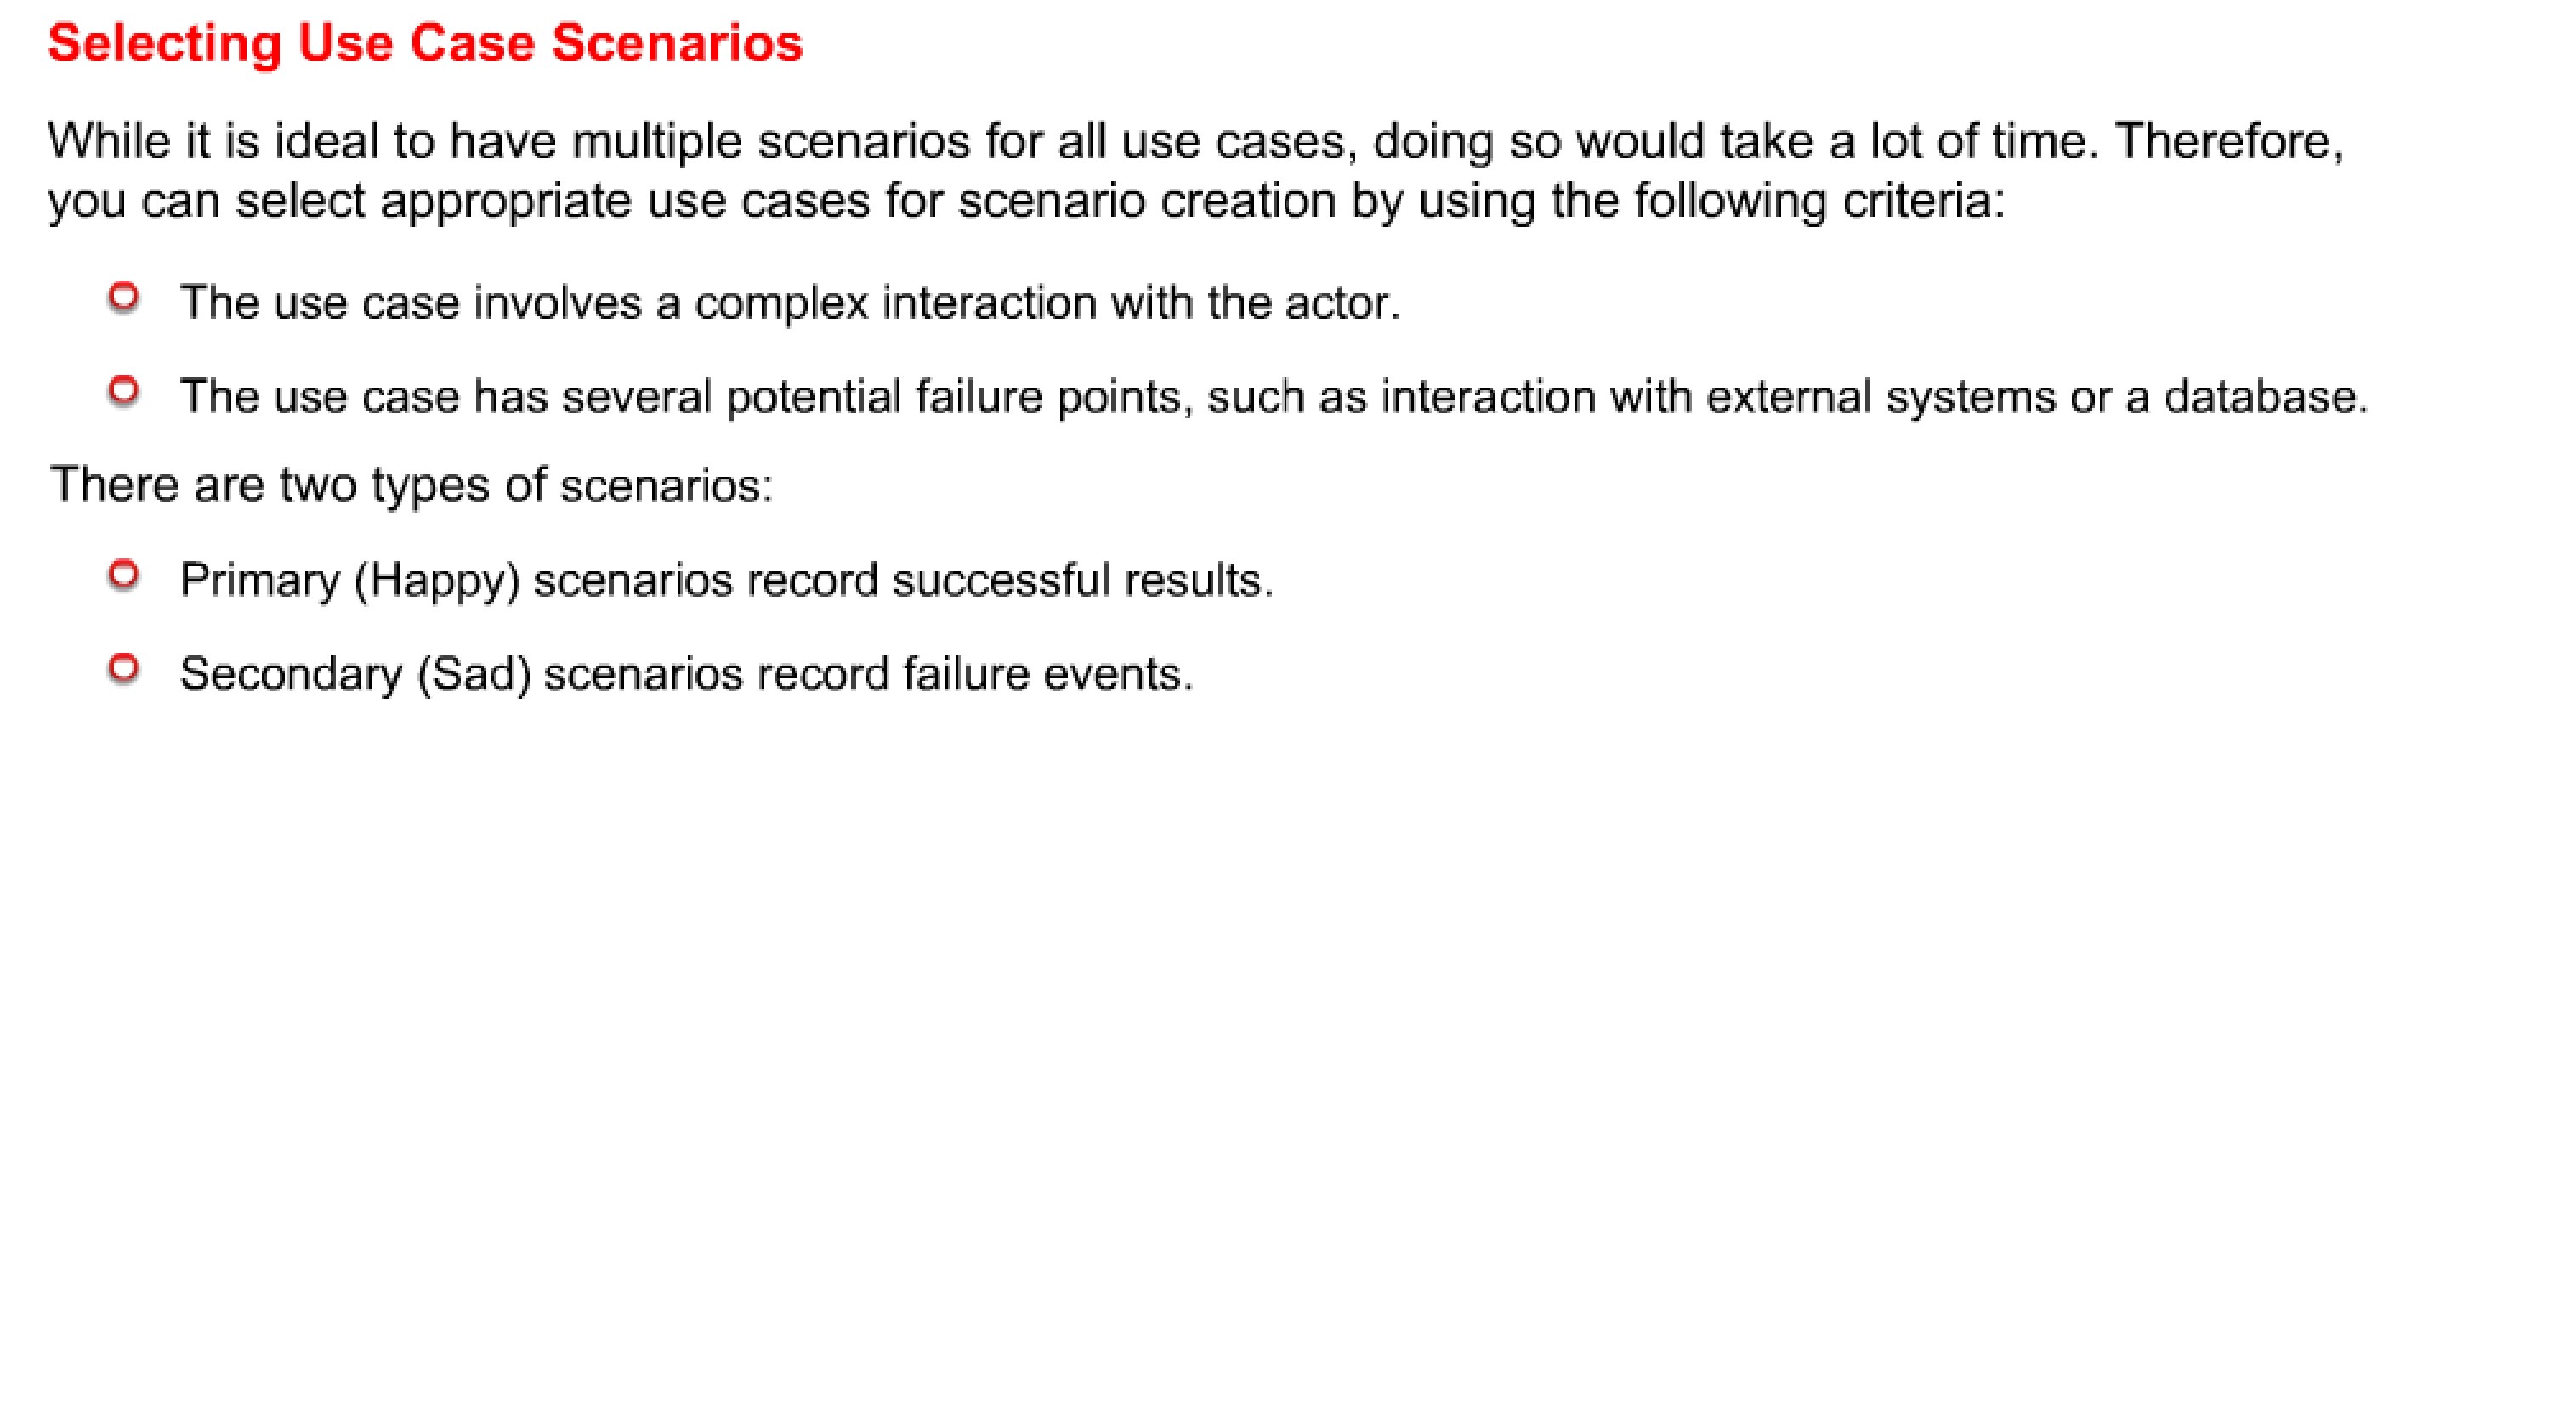 Selecting Use Case Scenarios
While it is ideal to have multiple scenarios for all use cases, doing so would take a lot of time. Therefore,
you can select appropriate use cases for scenario creation by using the following criteria:
The use case involves a complex interaction with the actor.
The use case has several potential failure points, such as interaction with external systems or a database.
There are two types of scenarios:
Primary (Happy) scenarios record successful results.
Secondary (Sad) scenarios record failure events.